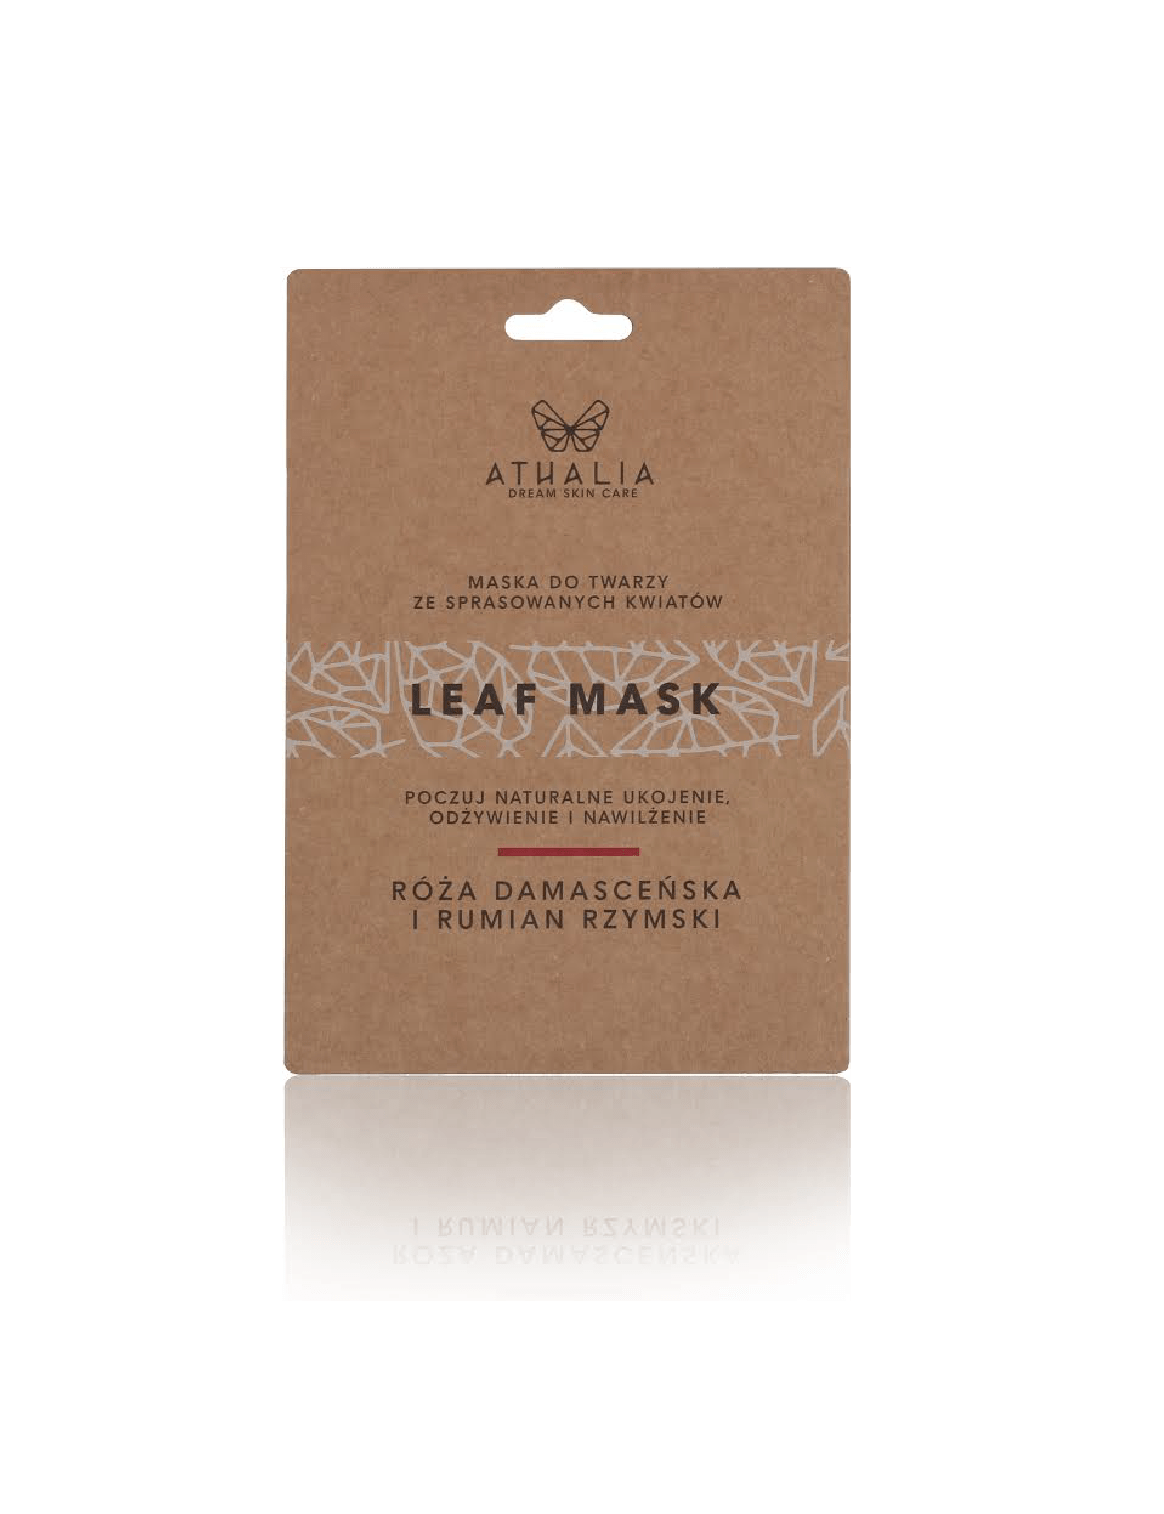 ATHALIA
DREAM SKIN CARE
MASKA DO TWARZY
ZE SPRASOWANYCH KWIATÓW
LEAF MASK
POCZUJ NATURALNE UKOJENIE,
ODŻYWIENIE I NAWILŻENIE
RÓŻA DAMASCEŃSKA
I RUMIAN RZYMSKI